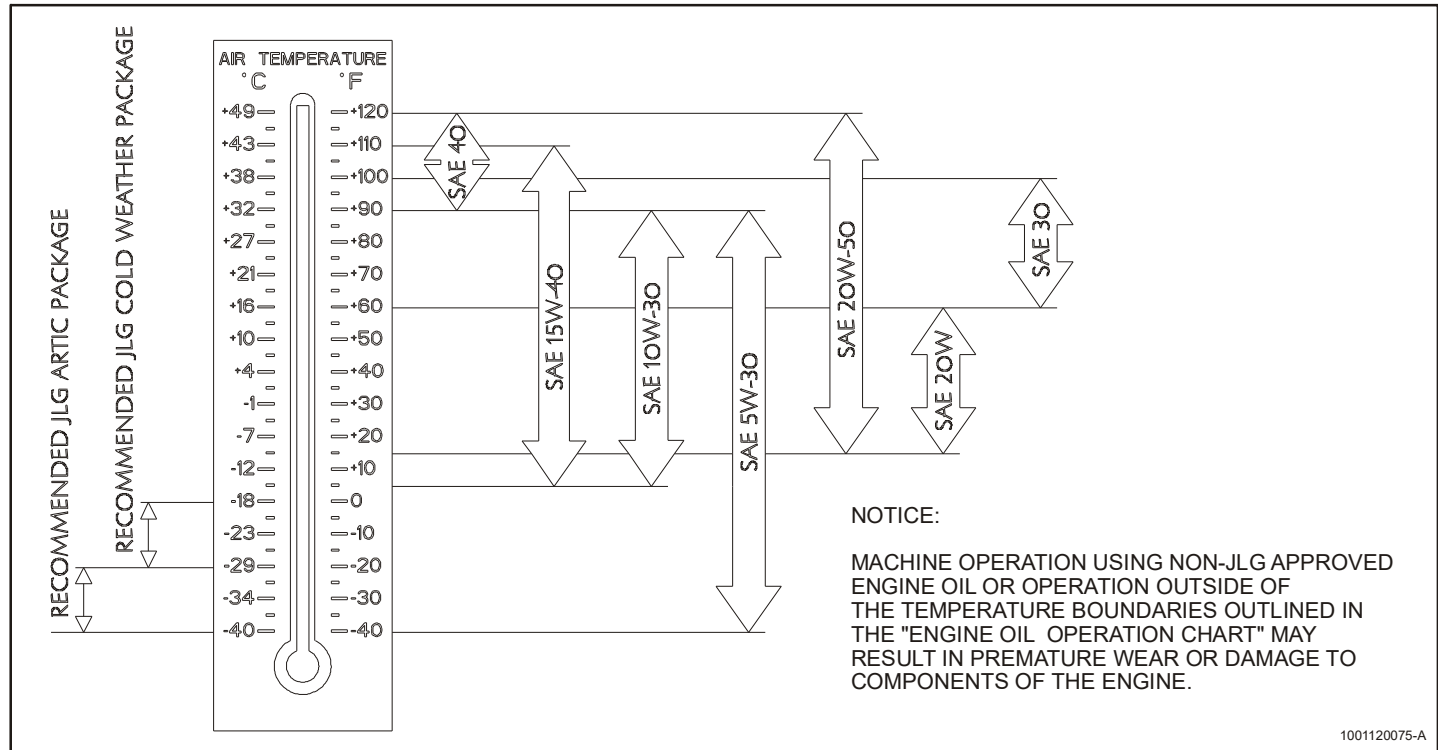 RECOMMENDED JLG ARTIC PACKAGE
RECOMMENDED JLG COLD WEATHER PACKAGE
AIR TEMPERATURE
°C °F
+49 +120
+43 +110
+38 +100
+32 +90
+27 +80
+21 +70
+16 +60
+10 +50
+4 +40
-1 +30
-7 +20
-12 +10
-18 0
-23 -10
-29 -20
-34 -30
-40 -40
SAE 40
SAE 15W-40
SAE 10W-30
SAE 5W-30
SAE 20W-50
SAE 20W
SAE 30
NOTICE:
MACHINE OPERATION USING NON-JLG APPROVED
ENGINE OIL OR OPERATION OUTSIDE OF
THE TEMPERATURE BOUNDARIES OUTLINED IN
THE "ENGINE OIL OPERATION CHART" MAY
RESULT IN PREMATURE WEAR OR DAMAGE TO
COMPONENTS OF THE ENGINE.
1001120075-A